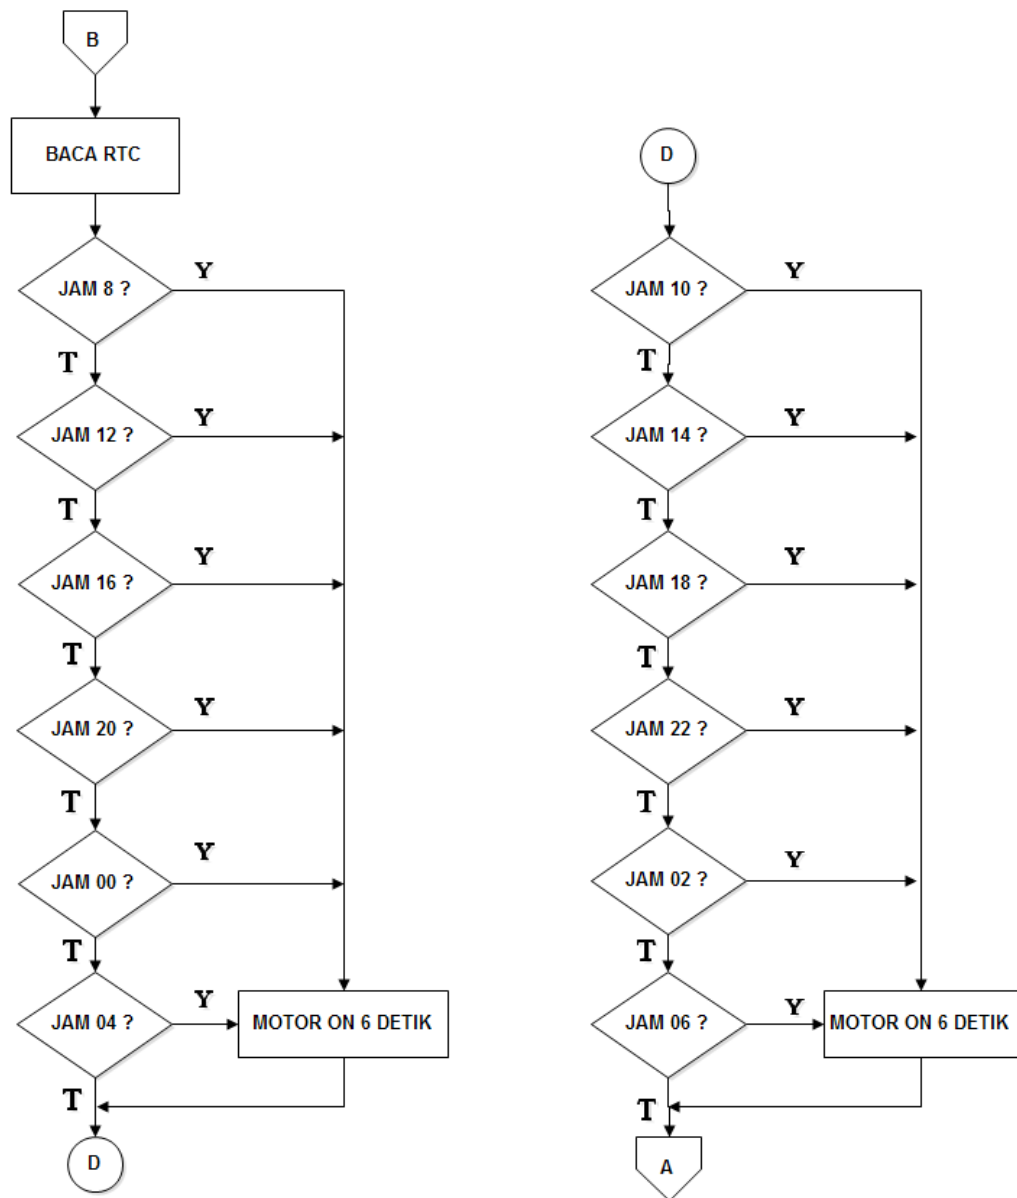 B
BACA RTC
JAM 8 ?
Y
T
JAM 12 ?
Y
T
JAM 16 ?
Y
T
JAM 20 ?
Y
T
JAM 00 ?
Y
T
JAM 04 ?
Y
MOTOR ON 6 DETIK
T
D
D
JAM 10 ?
Y
T
JAM 14 ?
Y
T
JAM 18 ?
Y
T
JAM 22 ?
Y
T
JAM 02 ?
Y
T
JAM 06 ?
Y
MOTOR ON 6 DETIK
T
A